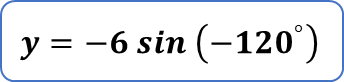 y = −6 sin (−120°)